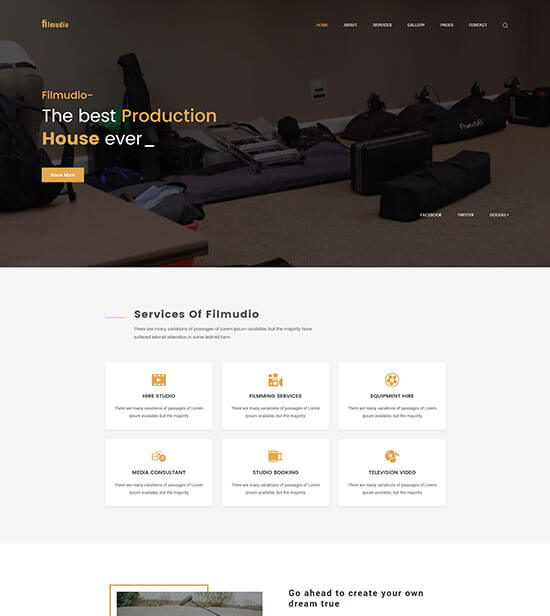 filmudio
HOME ABOUT SERVICES GALLERY PAGES CONTACT
Filmudio-
The best Production
House ever_
Know More
FACEBOOK TWITTER GOOGLE+
Services Of Filmudio
There are many variations of passages of Lorem Ipsum available, but the majority have
suffered lebmid alteration in some ledmid form
HIRE STUDIO
There are many variations of passages of Lorem
Ipsum available, but the majority
FILMMING SERVICES
There are many variations of passages of Lorem
Ipsum available, but the majority
EQUIPMENT HIRE
There are many variations of passages of Lorem
Ipsum available, but the majority
MEDIA CONSULTANT
There are many variations of passages of Lorem
Ipsum available, but the majority
STUDIO BOOKING
There are many variations of passages of Lorem
Ipsum available, but the majority
TELEVISION VIDEO
There are many variations of passages of Lorem
Ipsum available, but the majority
Go ahead to create your own
dream true